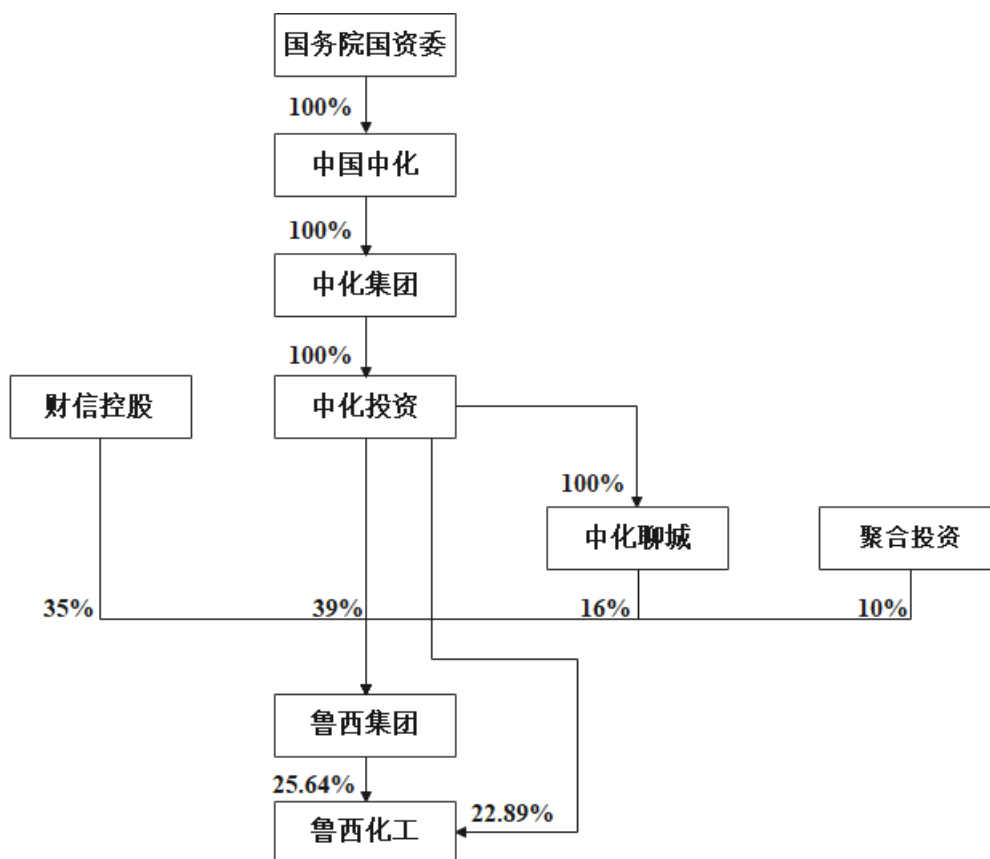 国务院国资委
100%
中国中化
100%
中化集团
100%
财信控股
中化投资
100%
中化聊城
聚合投资
35%
39%
16%
10%
鲁西集团
25.64%
22.89%
鲁西化工